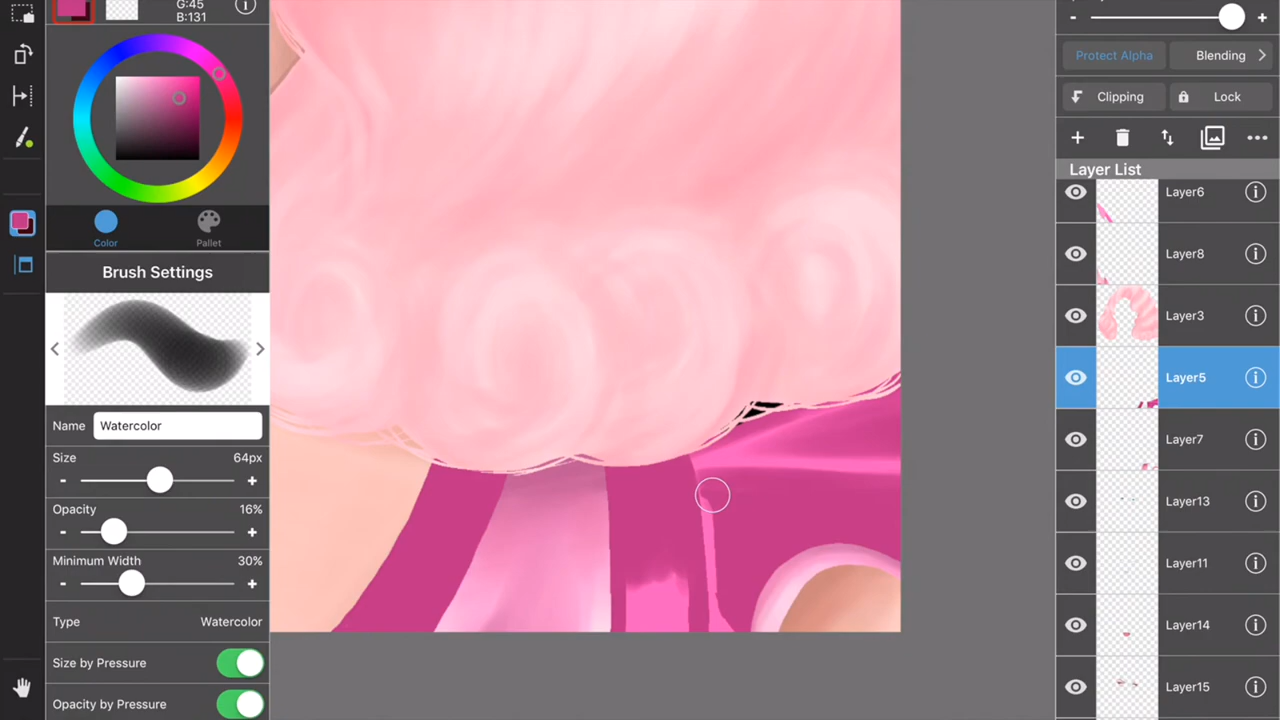 G:45
B:131
Color
Pallet
Brush Settings
Name Watercolor
Size 64px
Opacity 16%
Minimum Width 30%
Type Watercolor
Size by Pressure
Opacity by Pressure
Protect Alpha
Blending
Clipping
Lock
Layer List
Layer6
Layer8
Layer3
Layer5
Layer7
Layer13
Layer11
Layer14
Layer15